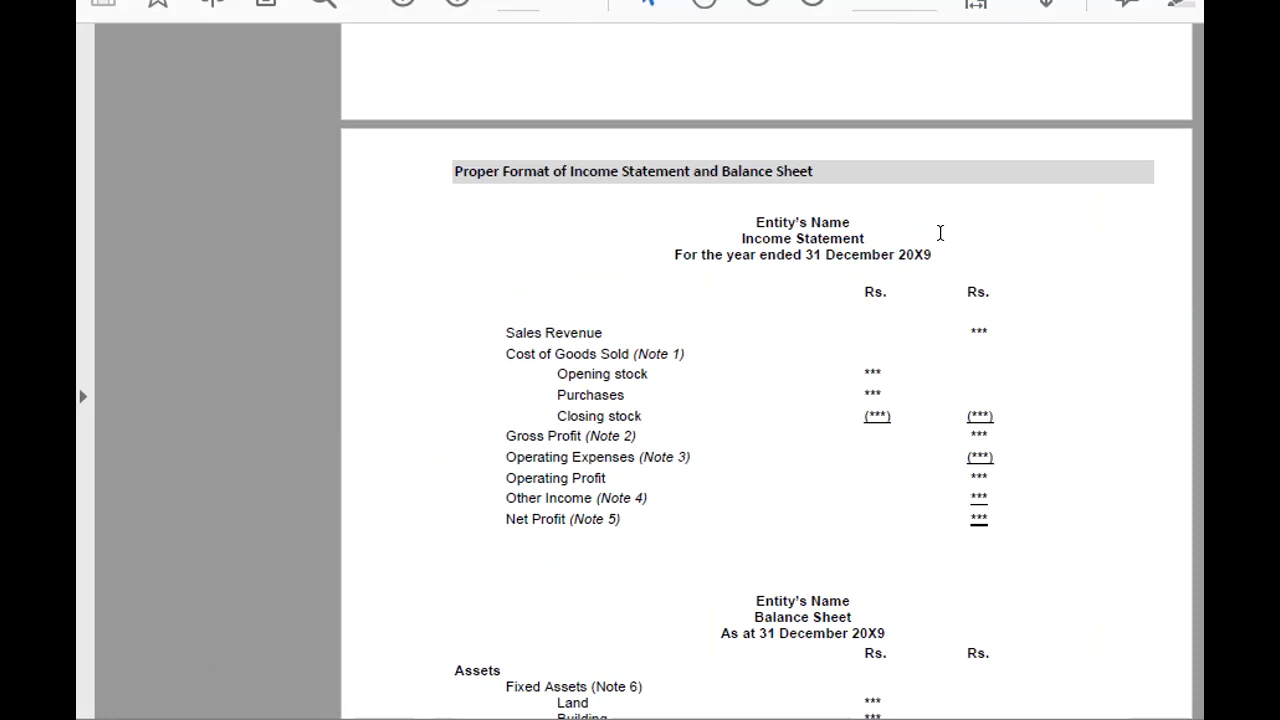 Proper Format of Income Statement and Balance Sheet
Entity's Name
Income Statement
For the year ended 31 December 20X9
Rs. Rs.
Sales Revenue ***
Cost of Goods Sold (Note 1)
Opening stock ***
Purchases ***
Closing stock (***) (***)
Gross Profit (Note 2) ***
Operating Expenses (Note 3) (***)
Operating Profit ***
Other Income (Note 4) ***
Net Profit (Note 5) ***
Entity's Name
Balance Sheet
As at 31 December 20X9
Rs. Rs.
Assets
Fixed Assets (Note 6)
Land ***
Building ***